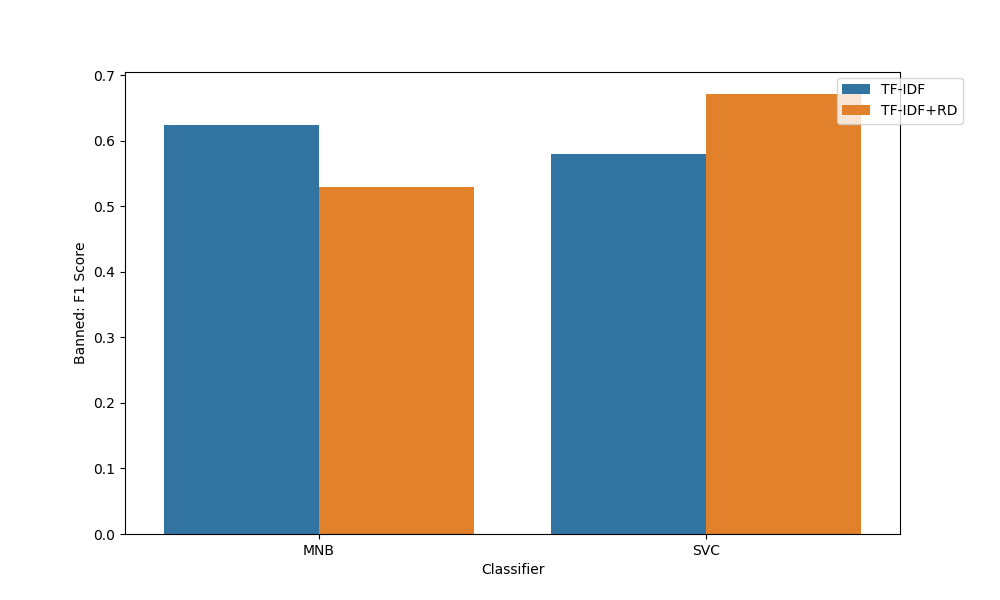 TF-IDF
TF-IDF+RD
0.7
0.6
0.5
0.4
0.3
0.2
0.1
0.0
Banned: F1 Score
MNB
SVC
Classifier